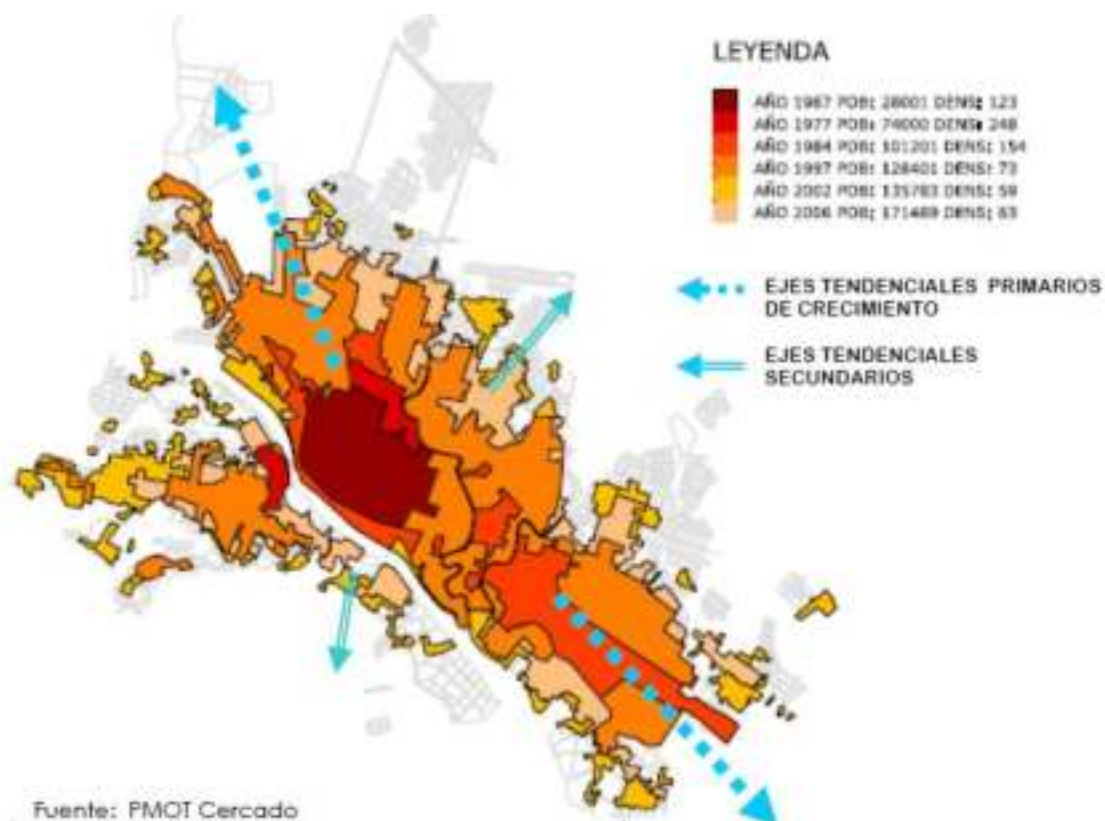 LEYENDA
AÑO 1967 POB: 28001 DENS: 123
AÑO 1977 POB: 74000 DENS: 248
AÑO 1984 POB: 101201 DENS: 154
AÑO 1997 POB: 128401 DENS: 73
AÑO 2002 POB: 135783 DENS: 59
AÑO 2006 POB: 171489 DENS: 63
EJES TENDENCIALES PRIMARIOS
DE CRECIMIENTO
EJES TENDENCIALES
SECUNDARIOS
Fuente: PMOT Cercado